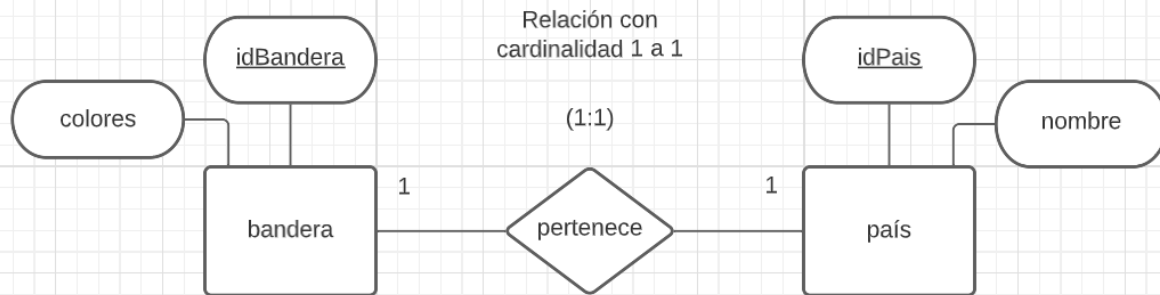 Relación con
cardinalidad 1 a 1
idBandera
idPais
colores
(1:1)
nombre
1
1
bandera
pertenece
país